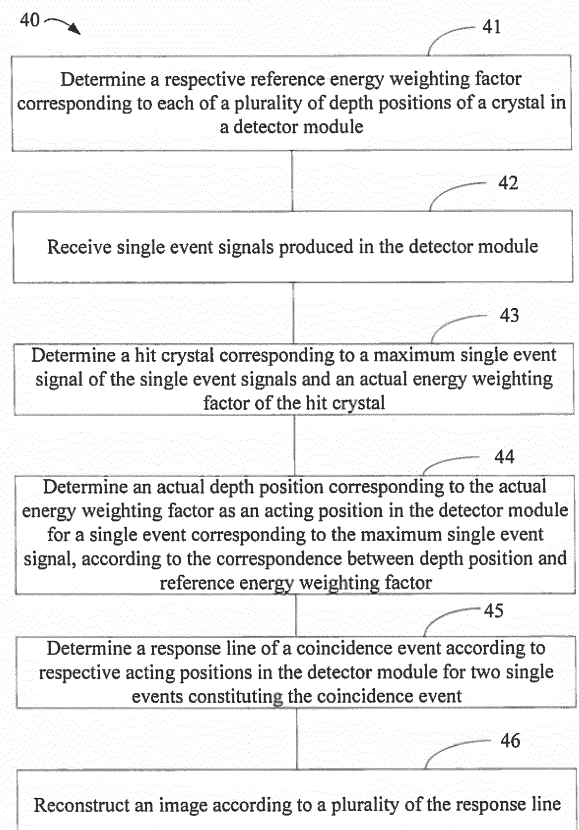 40
41
Determine a respective reference energy weighting factor
corresponding to each of a plurality of depth positions of a crystal in
a detector module
42
Receive single event signals produced in the detector module
43
Determine a hit crystal corresponding to a maximum single event
signal of the single event signals and an actual energy weighting
factor of the hit crystal
44
Determine an actual depth position corresponding to the actual
energy weighting factor as an acting position in the detector module
for a single event corresponding to the maximum single event
signal, according to the correspondence between depth position and
reference energy weighting factor
45
Determine a response line of a coincidence event according to
respective acting positions in the detector module for two single
events constituting the coincidence event
46
Reconstruct an image according to a plurality of the response line